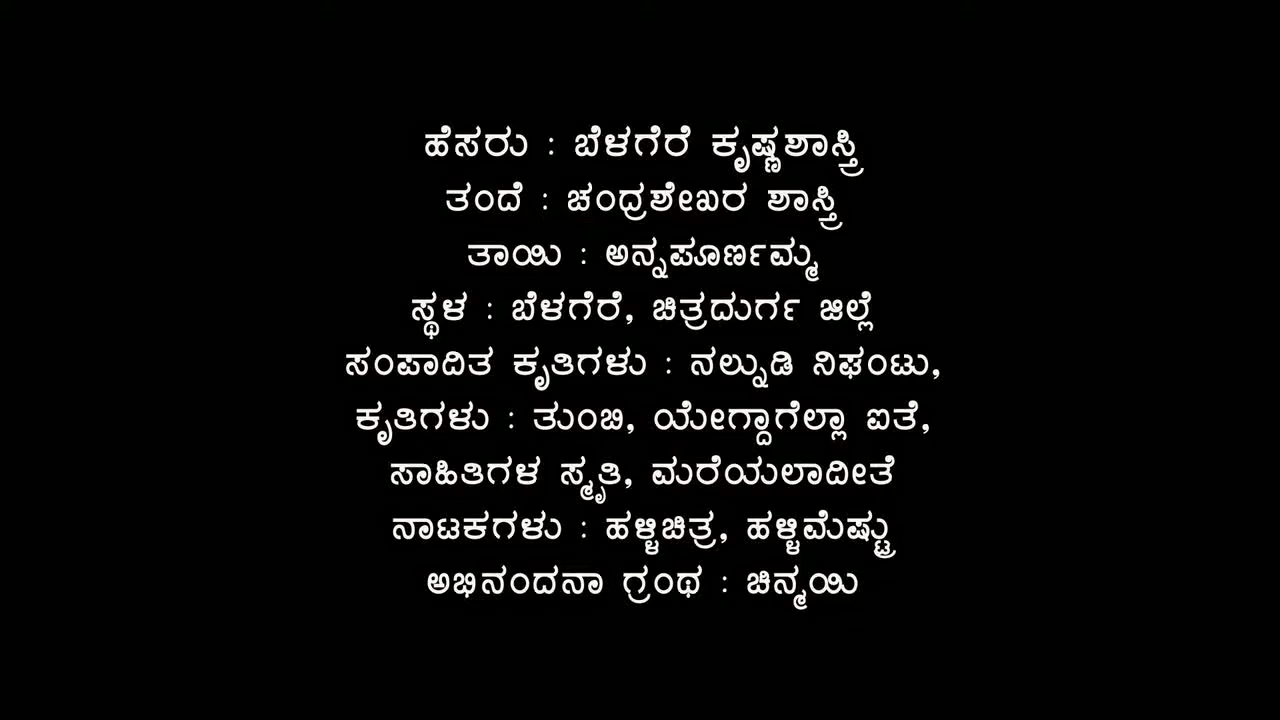 ಹೆಸರು : ಬೆಳಗೆರೆ ಕೃಷ್ಣಶಾಸ್ತ್ರಿ
ತಂದೆ : ಚಂದ್ರಶೇಖರ ಶಾಸ್ತ್ರಿ
ತಾಯಿ : ಅನ್ನಪೂರ್ಣಮ್ಮ
ಸ್ಥಳ : ಬೆಳಗೆರೆ, ಚಿತ್ರದುರ್ಗ ಜಿಲ್ಲೆ
ಸಂಪಾದಿತ ಕೃತಿಗಳು : ನಲ್ನುಡಿ ನಿಘಂಟು,
ಕೃತಿಗಳು : ತುಂಬಿ, ಯೇಗ್ದಾಗೆಲ್ಲಾ ಐತೆ,
ಸಾಹಿತಿಗಳ ಸ್ಮೃತಿ, ಮರೆಯಲಾದೀತೆ
ನಾಟಕಗಳು : ಹಳ್ಳಿಚಿತ್ರ, ಹಳ್ಳಿಮೆಷ್ಟ್ರು
ಅಭಿನಂದನಾ ಗ್ರಂಥ : ಚಿನ್ಮಯಿ